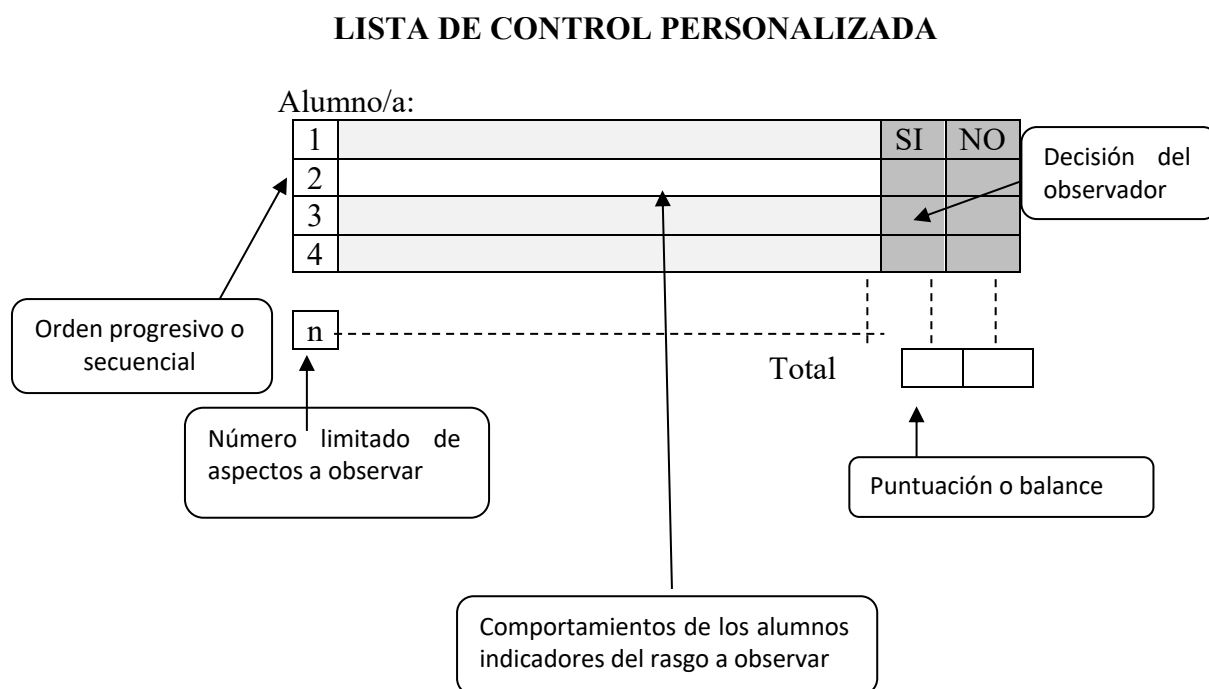 LISTA DE CONTROL PERSONALIZADA
Alumno/a:
1 SI NO
2
3
4
Decisión del
observador
Orden progresivo o
secuencial
n
Total
Número limitado de
aspectos a observar
Puntuación o balance
Comportamientos de los alumnos
indicadores del rasgo a observar